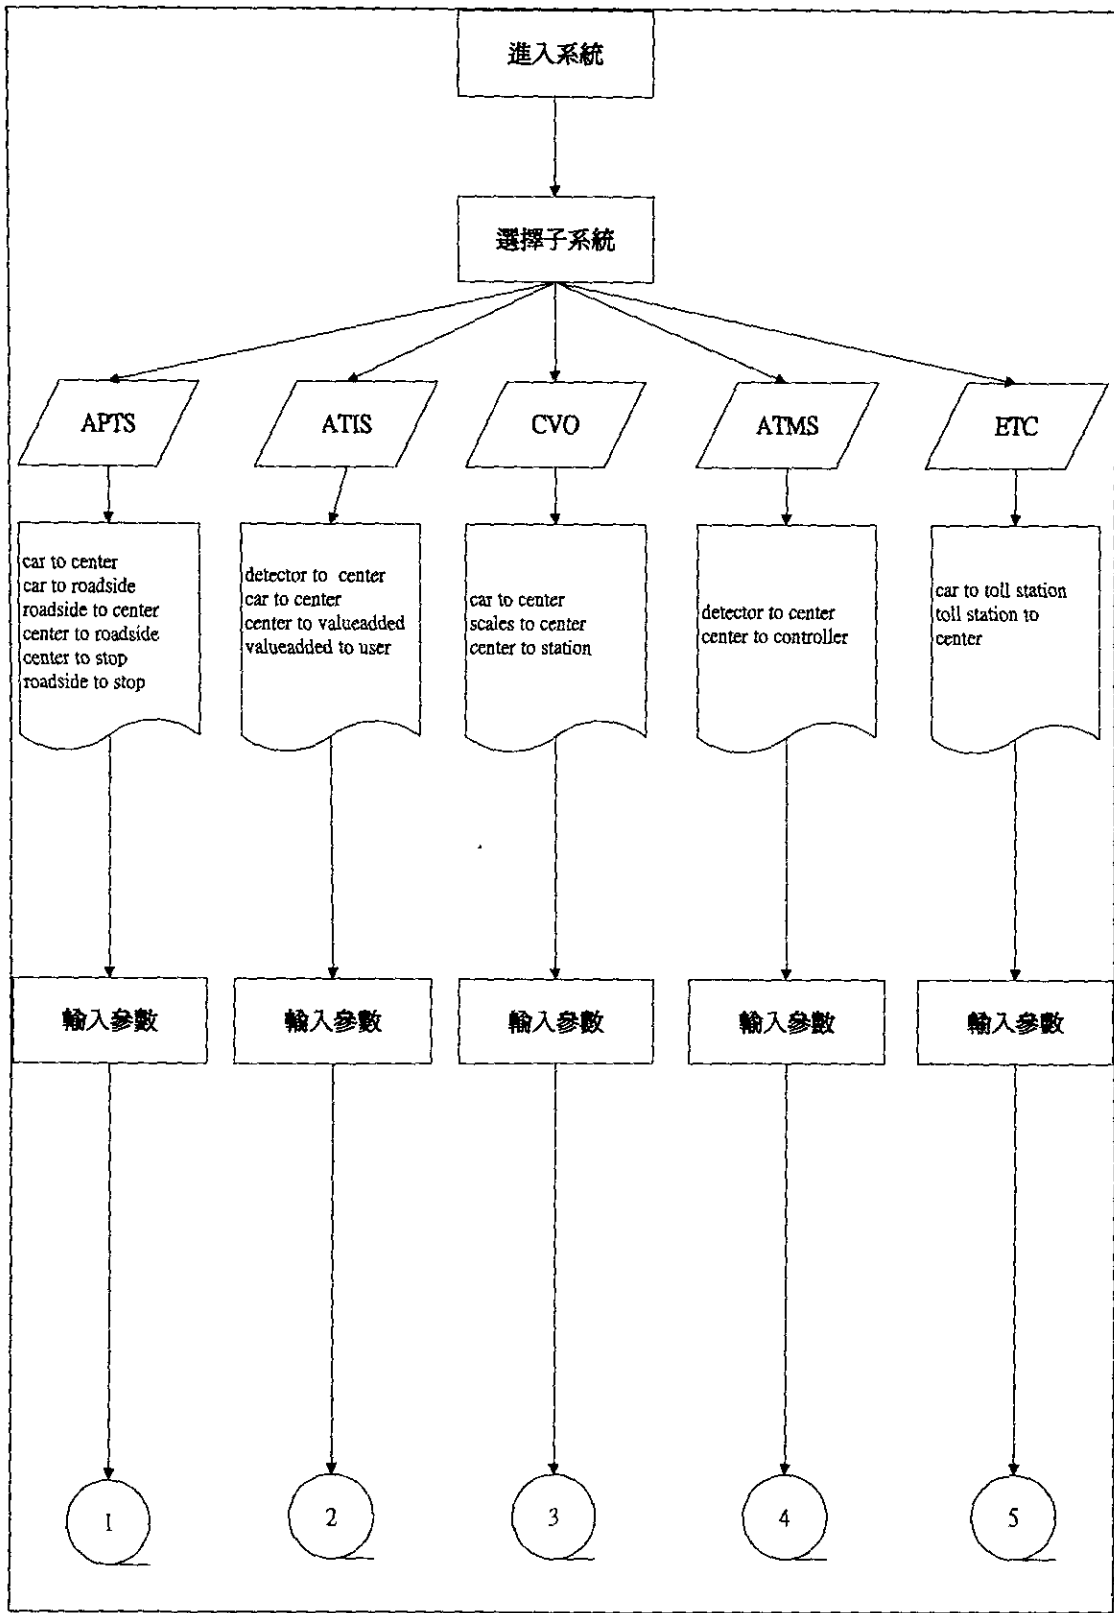 進入系統
選擇子系統
APTS
ATIS
CVO
ATMS
ETC
car to center
car to roadside
roadside to center
center to roadside
center to stop
roadside to stop
detector to center
car to center
center to valueadded
valueadded to user
car to center
scales to center
center to station
detector to center
center to controller
car to toll station
toll station to
center
輸入參數
輸入參數
輸入參數
輸入參數
輸入參數
1
2
3
4
5